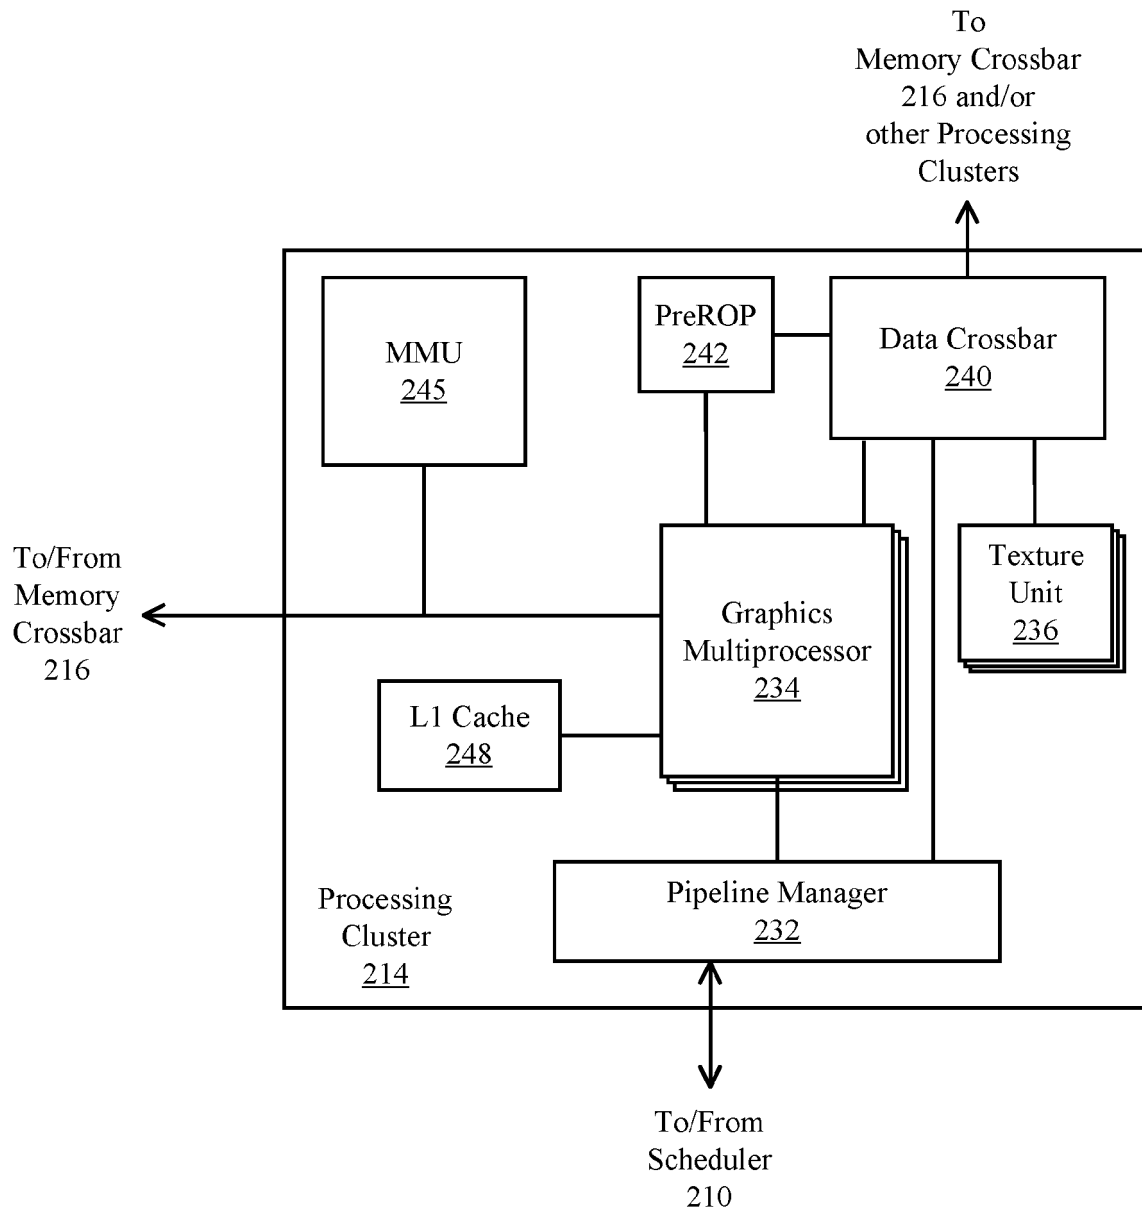 To
Memory Crossbar
216 and/or
other Processing
Clusters
MMU
245
PreROP
242
Data Crossbar
240
To/From
Memory
Crossbar
216
Graphics
Multiprocessor
234
Texture
Unit
236
L1 Cache
248
Processing
Cluster
214
Pipeline Manager
232
To/From
Scheduler
210